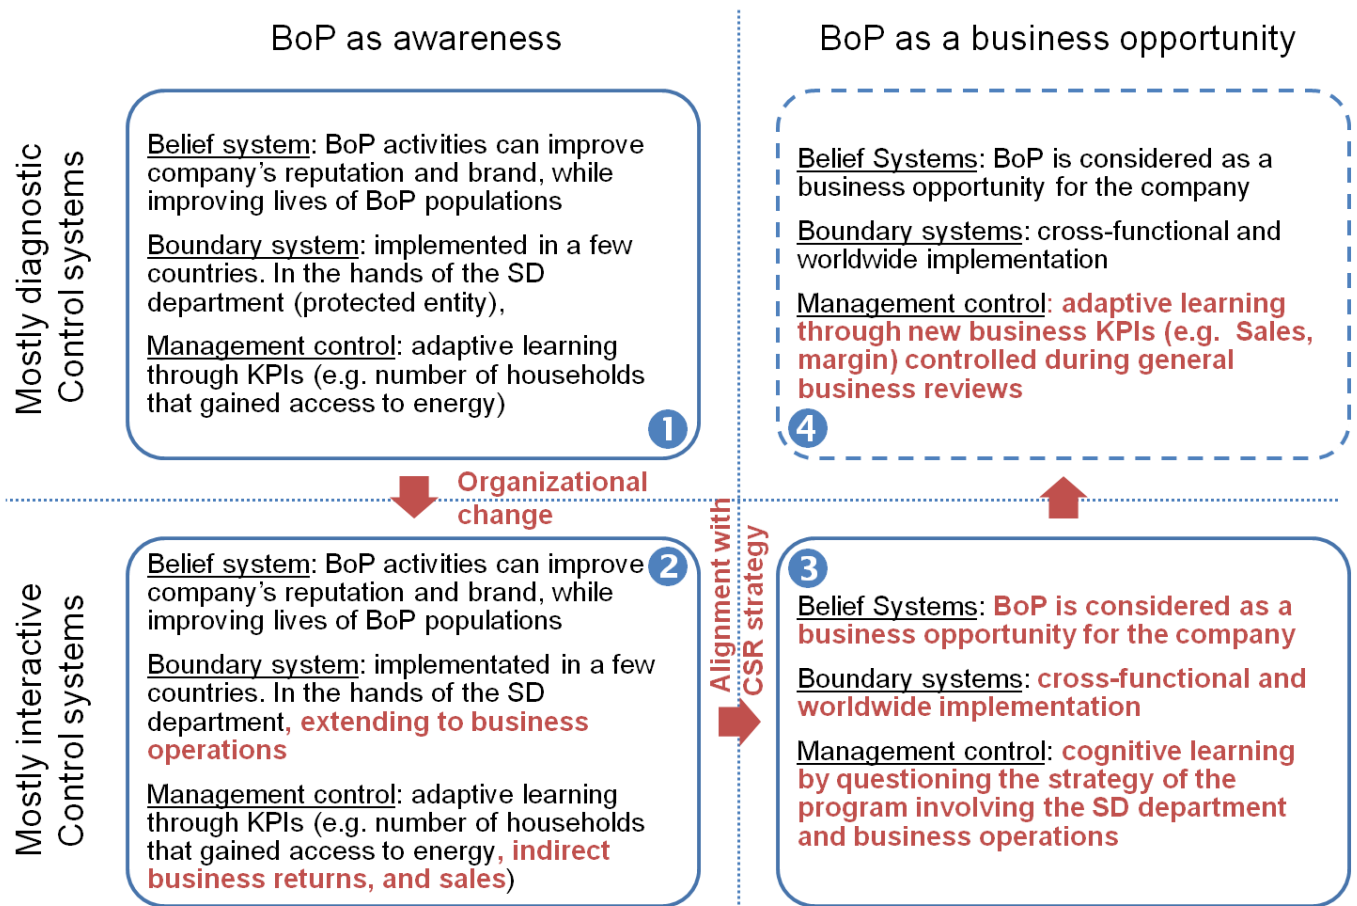 BoP as awareness
BoP as a business opportunity
Mostly diagnostic
Control systems
Belief system: BoP activities can improve
company's reputation and brand, while
improving lives of BoP populations
Boundary system: implemented in a few
countries. In the hands of the SD
department (protected entity),
Management control: adaptive learning
through KPIs (e.g. number of households
that gained access to energy)
1
Belief Systems: BoP is considered as a
business opportunity for the company
Boundary systems: cross-functional and
worldwide implementation
Management control: adaptive learning
through new business KPIs (e.g. Sales,
margin) controlled during general
business reviews
4
Organizational
change
Mostly interactive
Control systems
Belief system: BoP activities can improve
company's reputation and brand, while
improving lives of BoP populations
Boundary system: implementated in a few
countries. In the hands of the SD
department, extending to business
operations
Management control: adaptive learning
through KPIs (e.g. number of households
that gained access to energy, indirect
business returns, and sales)
2
Alignment with
CSR strategy
3
Belief Systems: BoP is considered as a
business opportunity for the company
Boundary systems: cross-functional and
worldwide implementation
Management control: cognitive learning
by questioning the strategy of the
program involving the SD department
and business operations